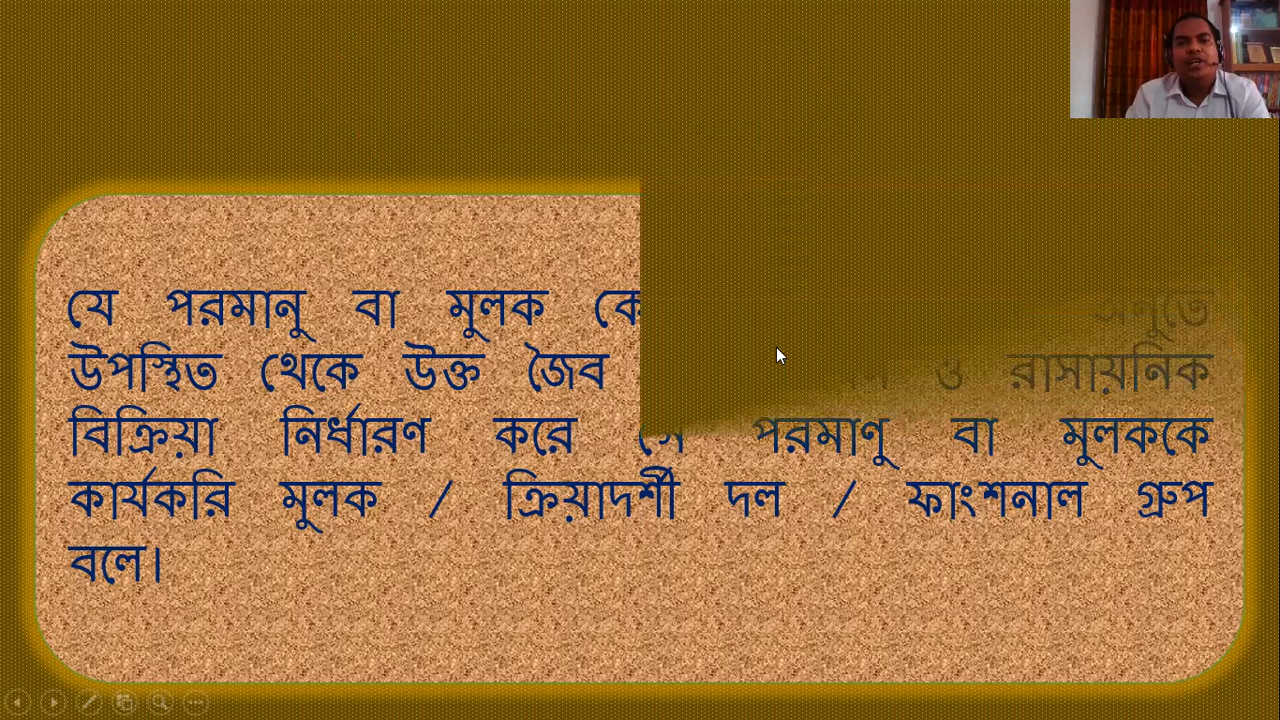 যে পরমানু বা মুলক
উপস্থিত থেকে উক্ত জৈব ও রাসায়নিক
বিক্রিয়া নির্ধারণ করে সে পরমাণু বা মুলককে
কার্যকরি মুলক / ক্রিয়াদর্শী দল / ফাংশনাল গ্রুপ
বলে।